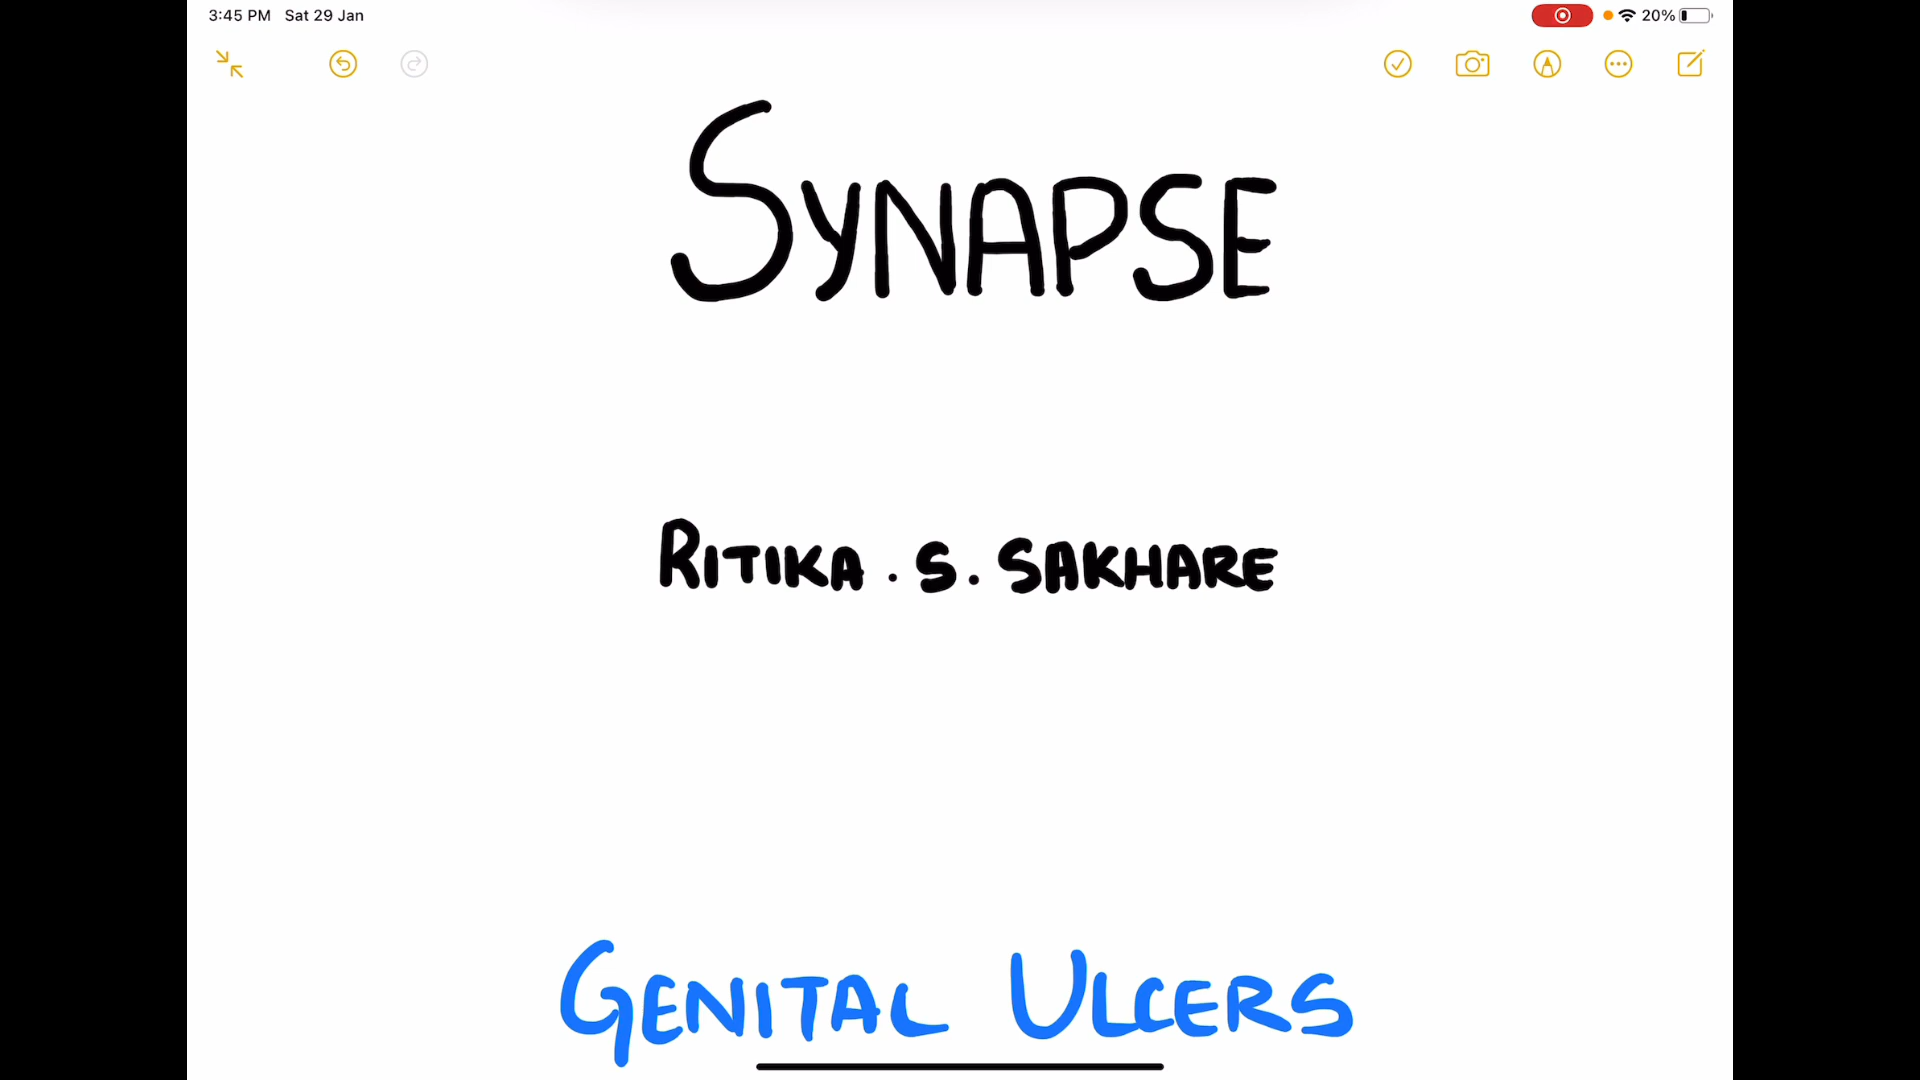 3:45 PM Sat 29 Jan 20%
SYNAPSE
RITIKA . S. SAKHARE
GENITAL ULCERS